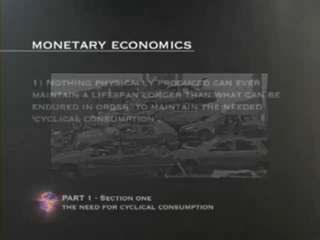 MONETARY ECONOMICS
1) NOTHING PHYSICALLY PRODUCED CAN EVER
MAINTAIN A LIFESPAN LONGER THAN WHAT CAN BE
ENDURED IN ORDER TO MAINTAIN THE NEEDED
'CYCLICAL CONSUMPTION'.
PART 1 - SECTION ONE
THE NEED FOR CYCLICAL CONSUMPTION